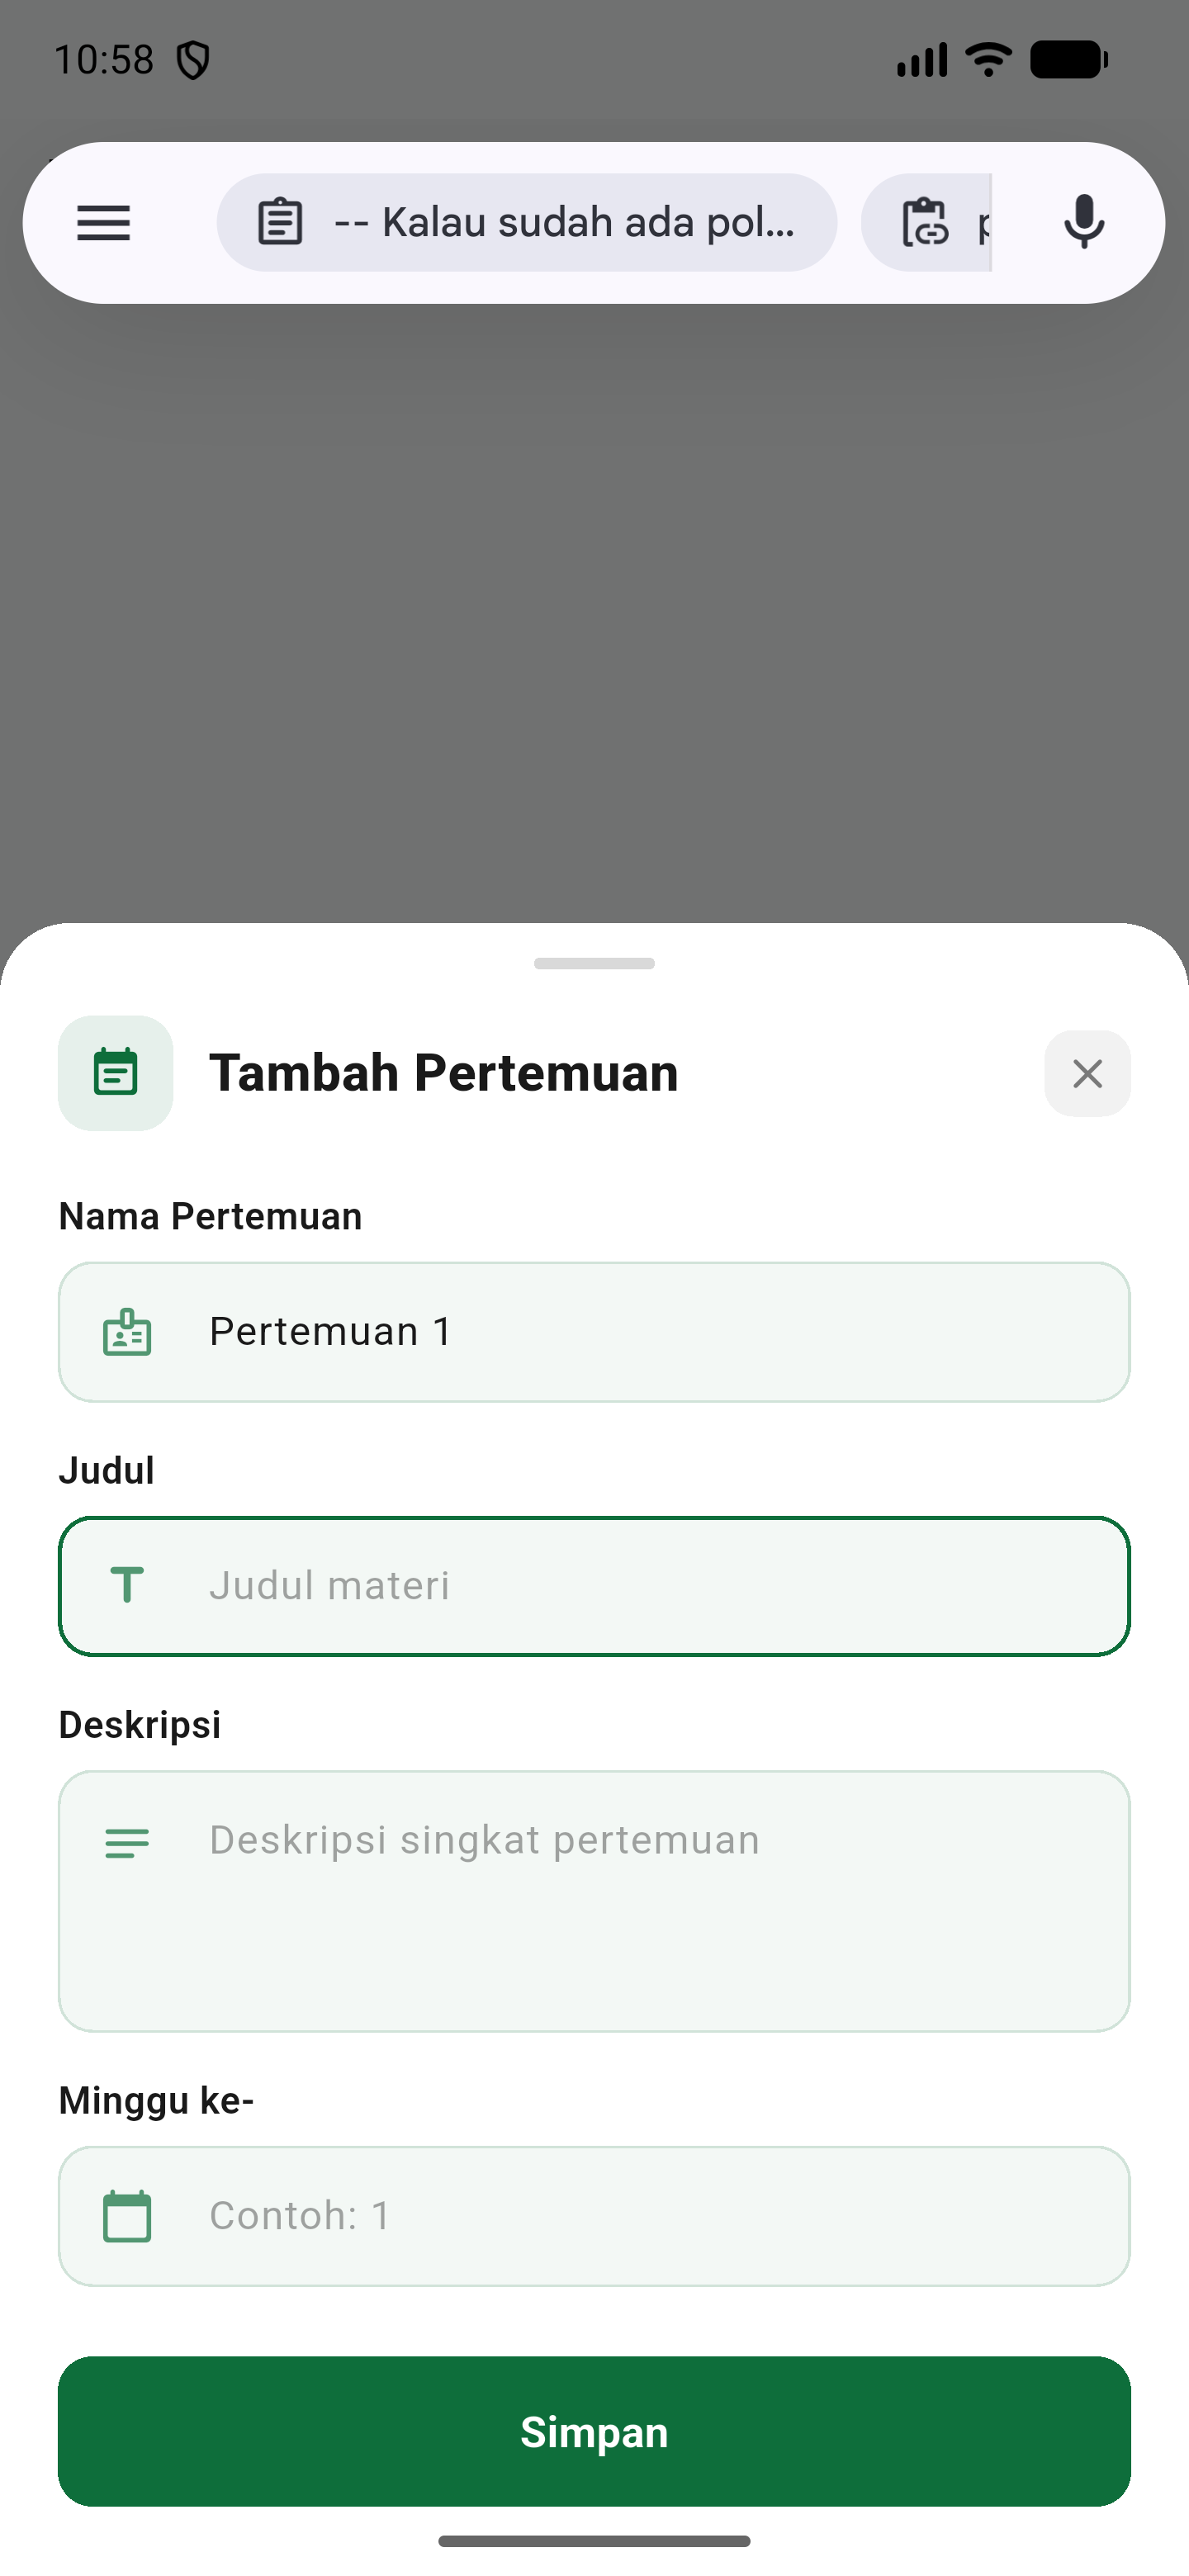 10:58
-- Kalau sudah ada pol...
Tambah Pertemuan
Nama Pertemuan
Pertemuan 1
Judul
Judul materi
Deskripsi
Deskripsi singkat pertemuan
Minggu ke-
Contoh: 1
Simpan